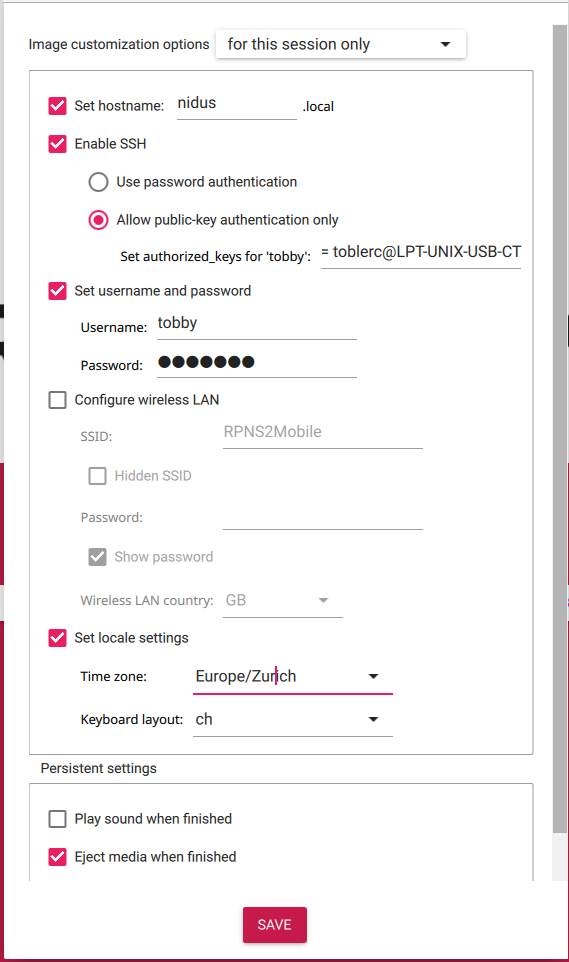 Image customization options for this session only
Set hostname: nidus .local
Enable SSH
Use password authentication
Allow public-key authentication only
Set authorized_keys for 'tobby': = toblerc@LPT-UNIX-USB-CT
Set username and password
Username: tobby
Password: ●●●●●●●
Configure wireless LAN
SSID: RPNS2Mobile
Hidden SSID
Password:
Show password
Wireless LAN country: GB
Set locale settings
Time zone: Europe/Zurich
Keyboard layout: ch
Persistent settings
Play sound when finished
Eject media when finished
SAVE